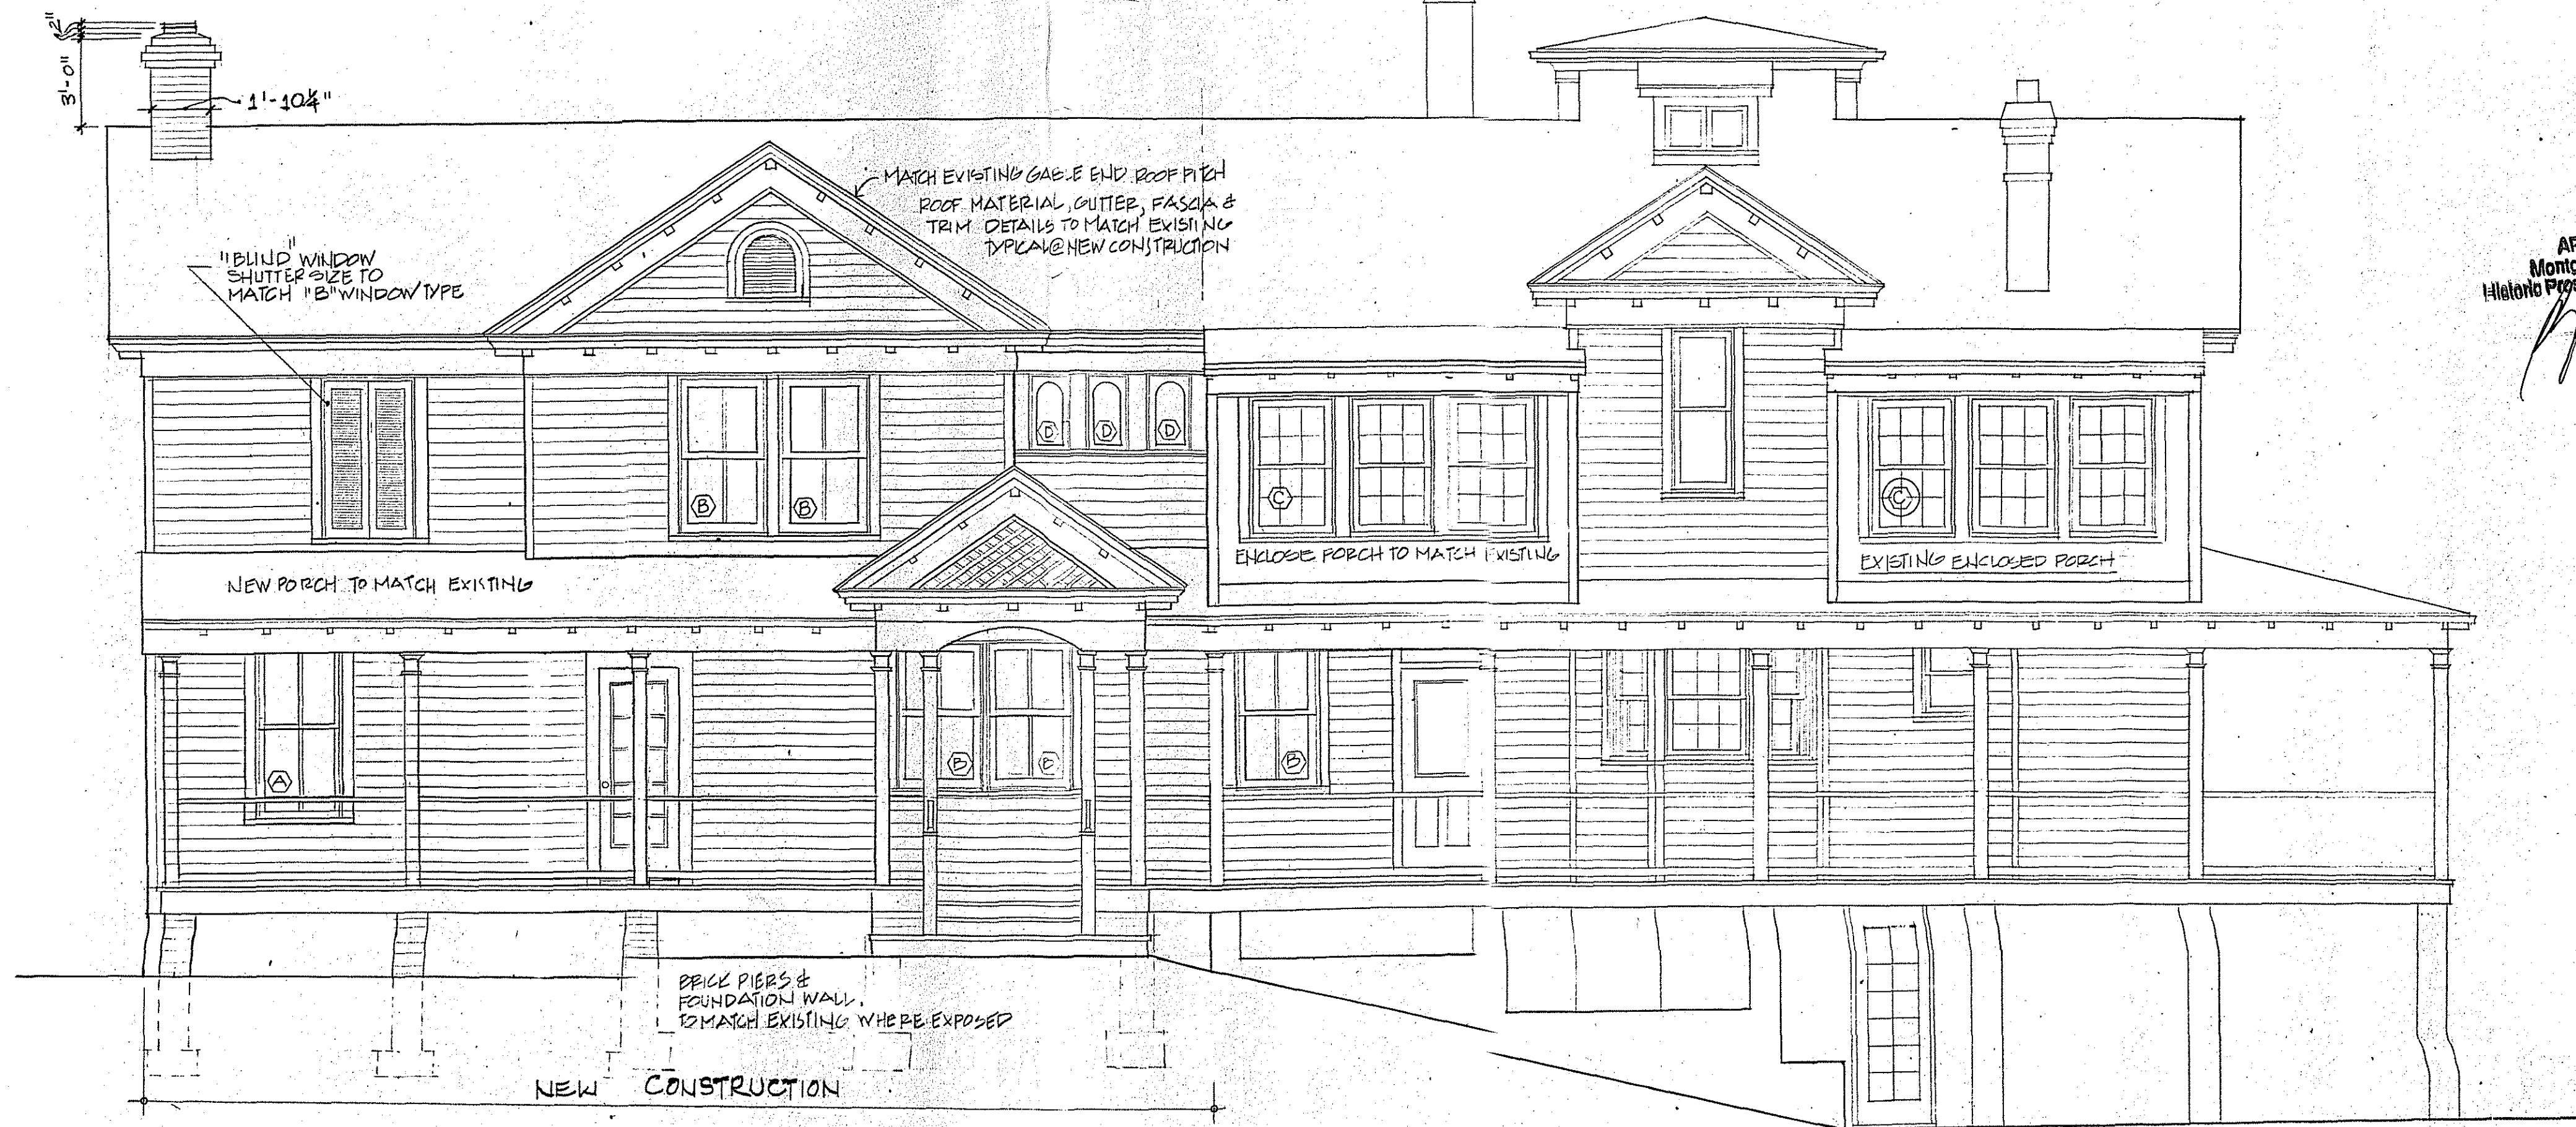 2"
3'-0"
1'-10¼"
MATCH EXISTING GABLE END ROOF PITCH
ROOF MATERIAL, GUTTER, FASCIA &
TRIM DETAILS TO MATCH EXISTING
TYPICAL @ NEW CONSTRUCTION
"BLIND" WINDOW
SHUTTER SIZE TO
MATCH "B" WINDOW TYPE
Historic
D D D
B B
C
C
ENCLOSE PORCH TO MATCH EXISTING
EXISTING ENCLOSED PORCH
NEW PORCH TO MATCH EXISTING
A
B B
B
BRICK PIERS &
FOUNDATION WALL.
TO MATCH EXISTING WHERE EXPOSED
NEW CONSTRUCTION